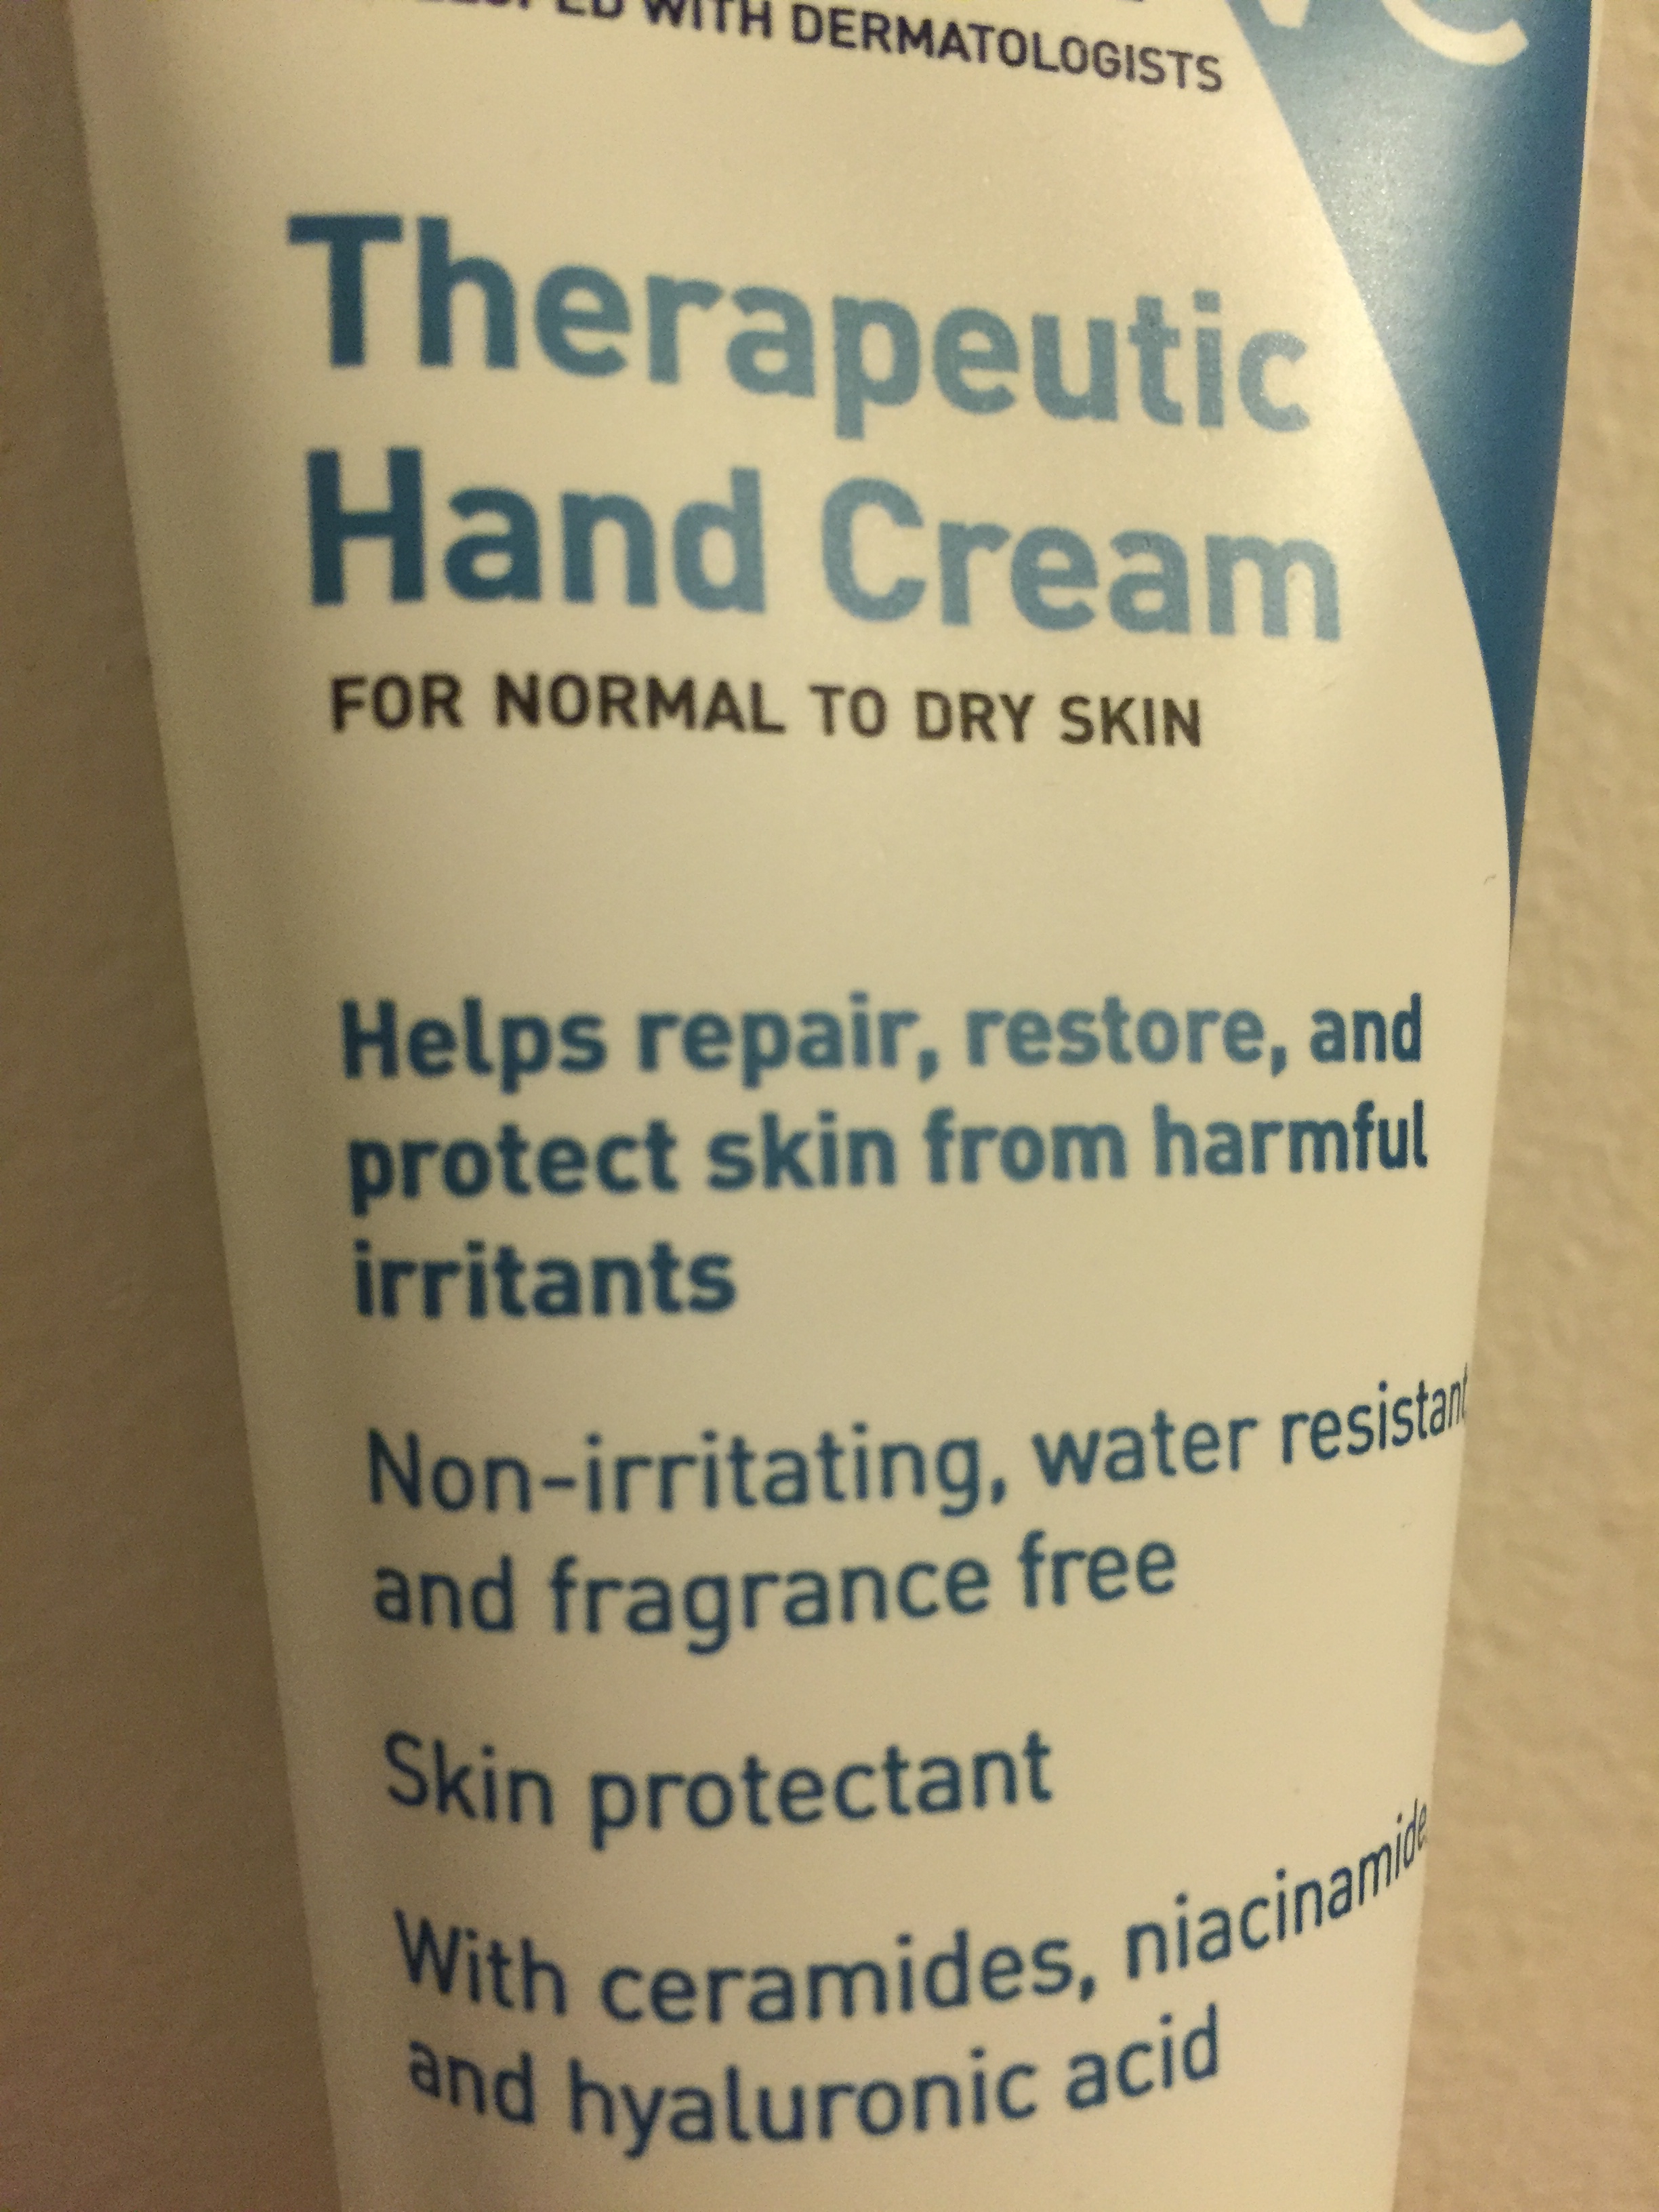 WITH DERMATOLOGISTS
Therapeutic
Hand Cream
FOR NORMAL TO DRY SKIN
Helps repair, restore, and
protect skin from harmful
irritants
Non-irritating, water resistant
and fragrance free
Skin protectant
With ceramides, niacinamide,
and hyaluronic acid